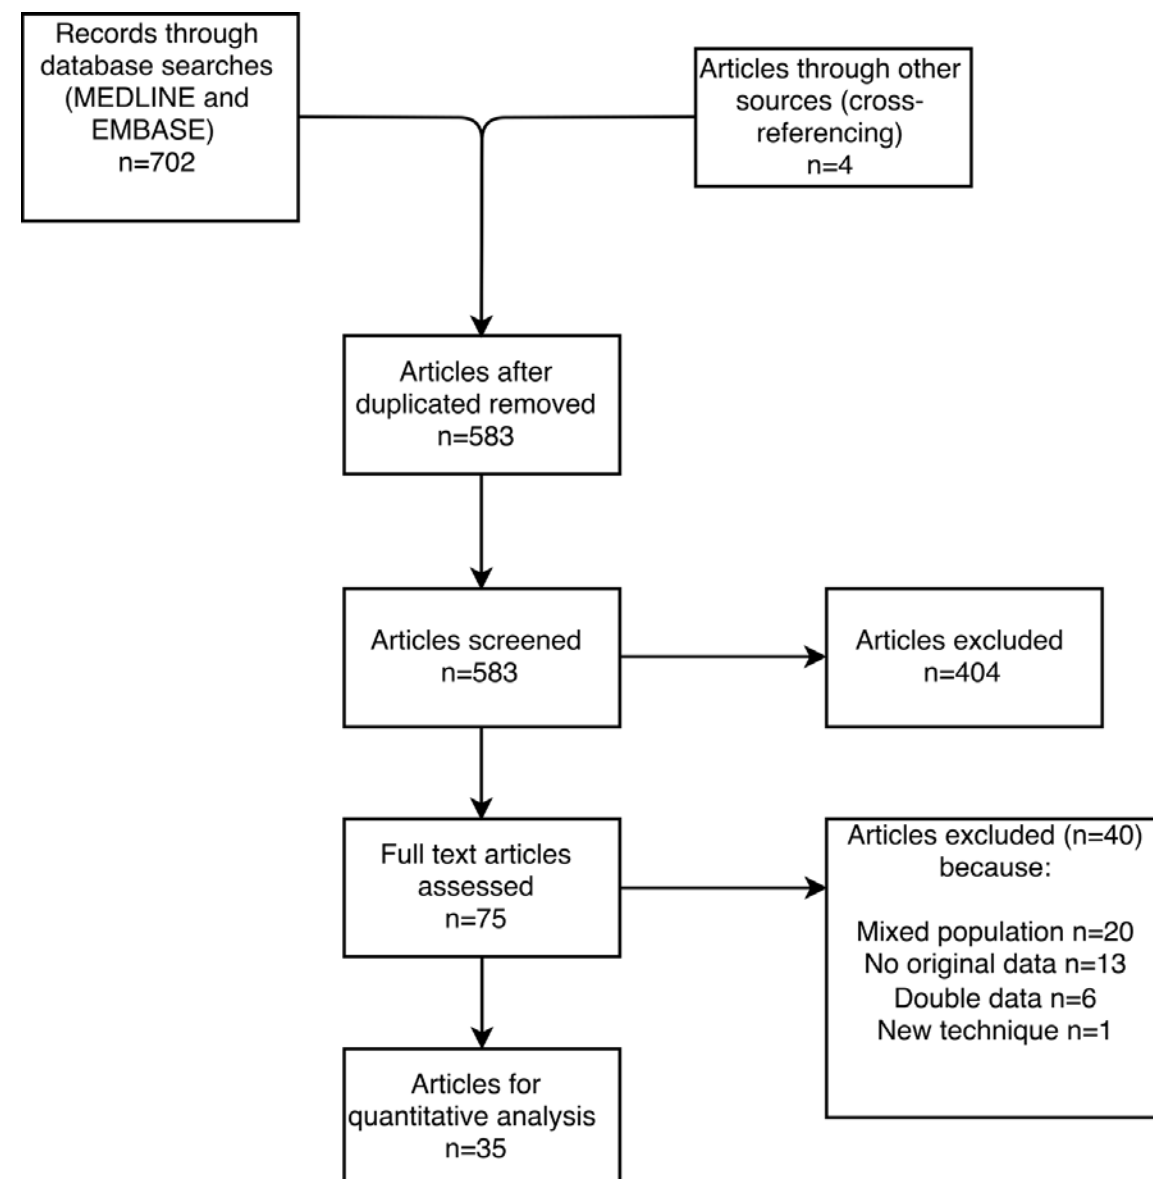 Records through
database searches
(MEDLINE and
EMBASE)
n=702
Articles through other
sources (cross-
referencing)
n=4
Articles after
duplicated removed
n=583
Articles screened
n=583
Articles excluded
n=404
Full text articles
assessed
n=75
Articles excluded (n=40)
because:
Mixed population n=20
No original data n=13
Double data n=6
New technique n=1
Articles for
quantitative analysis
n=35